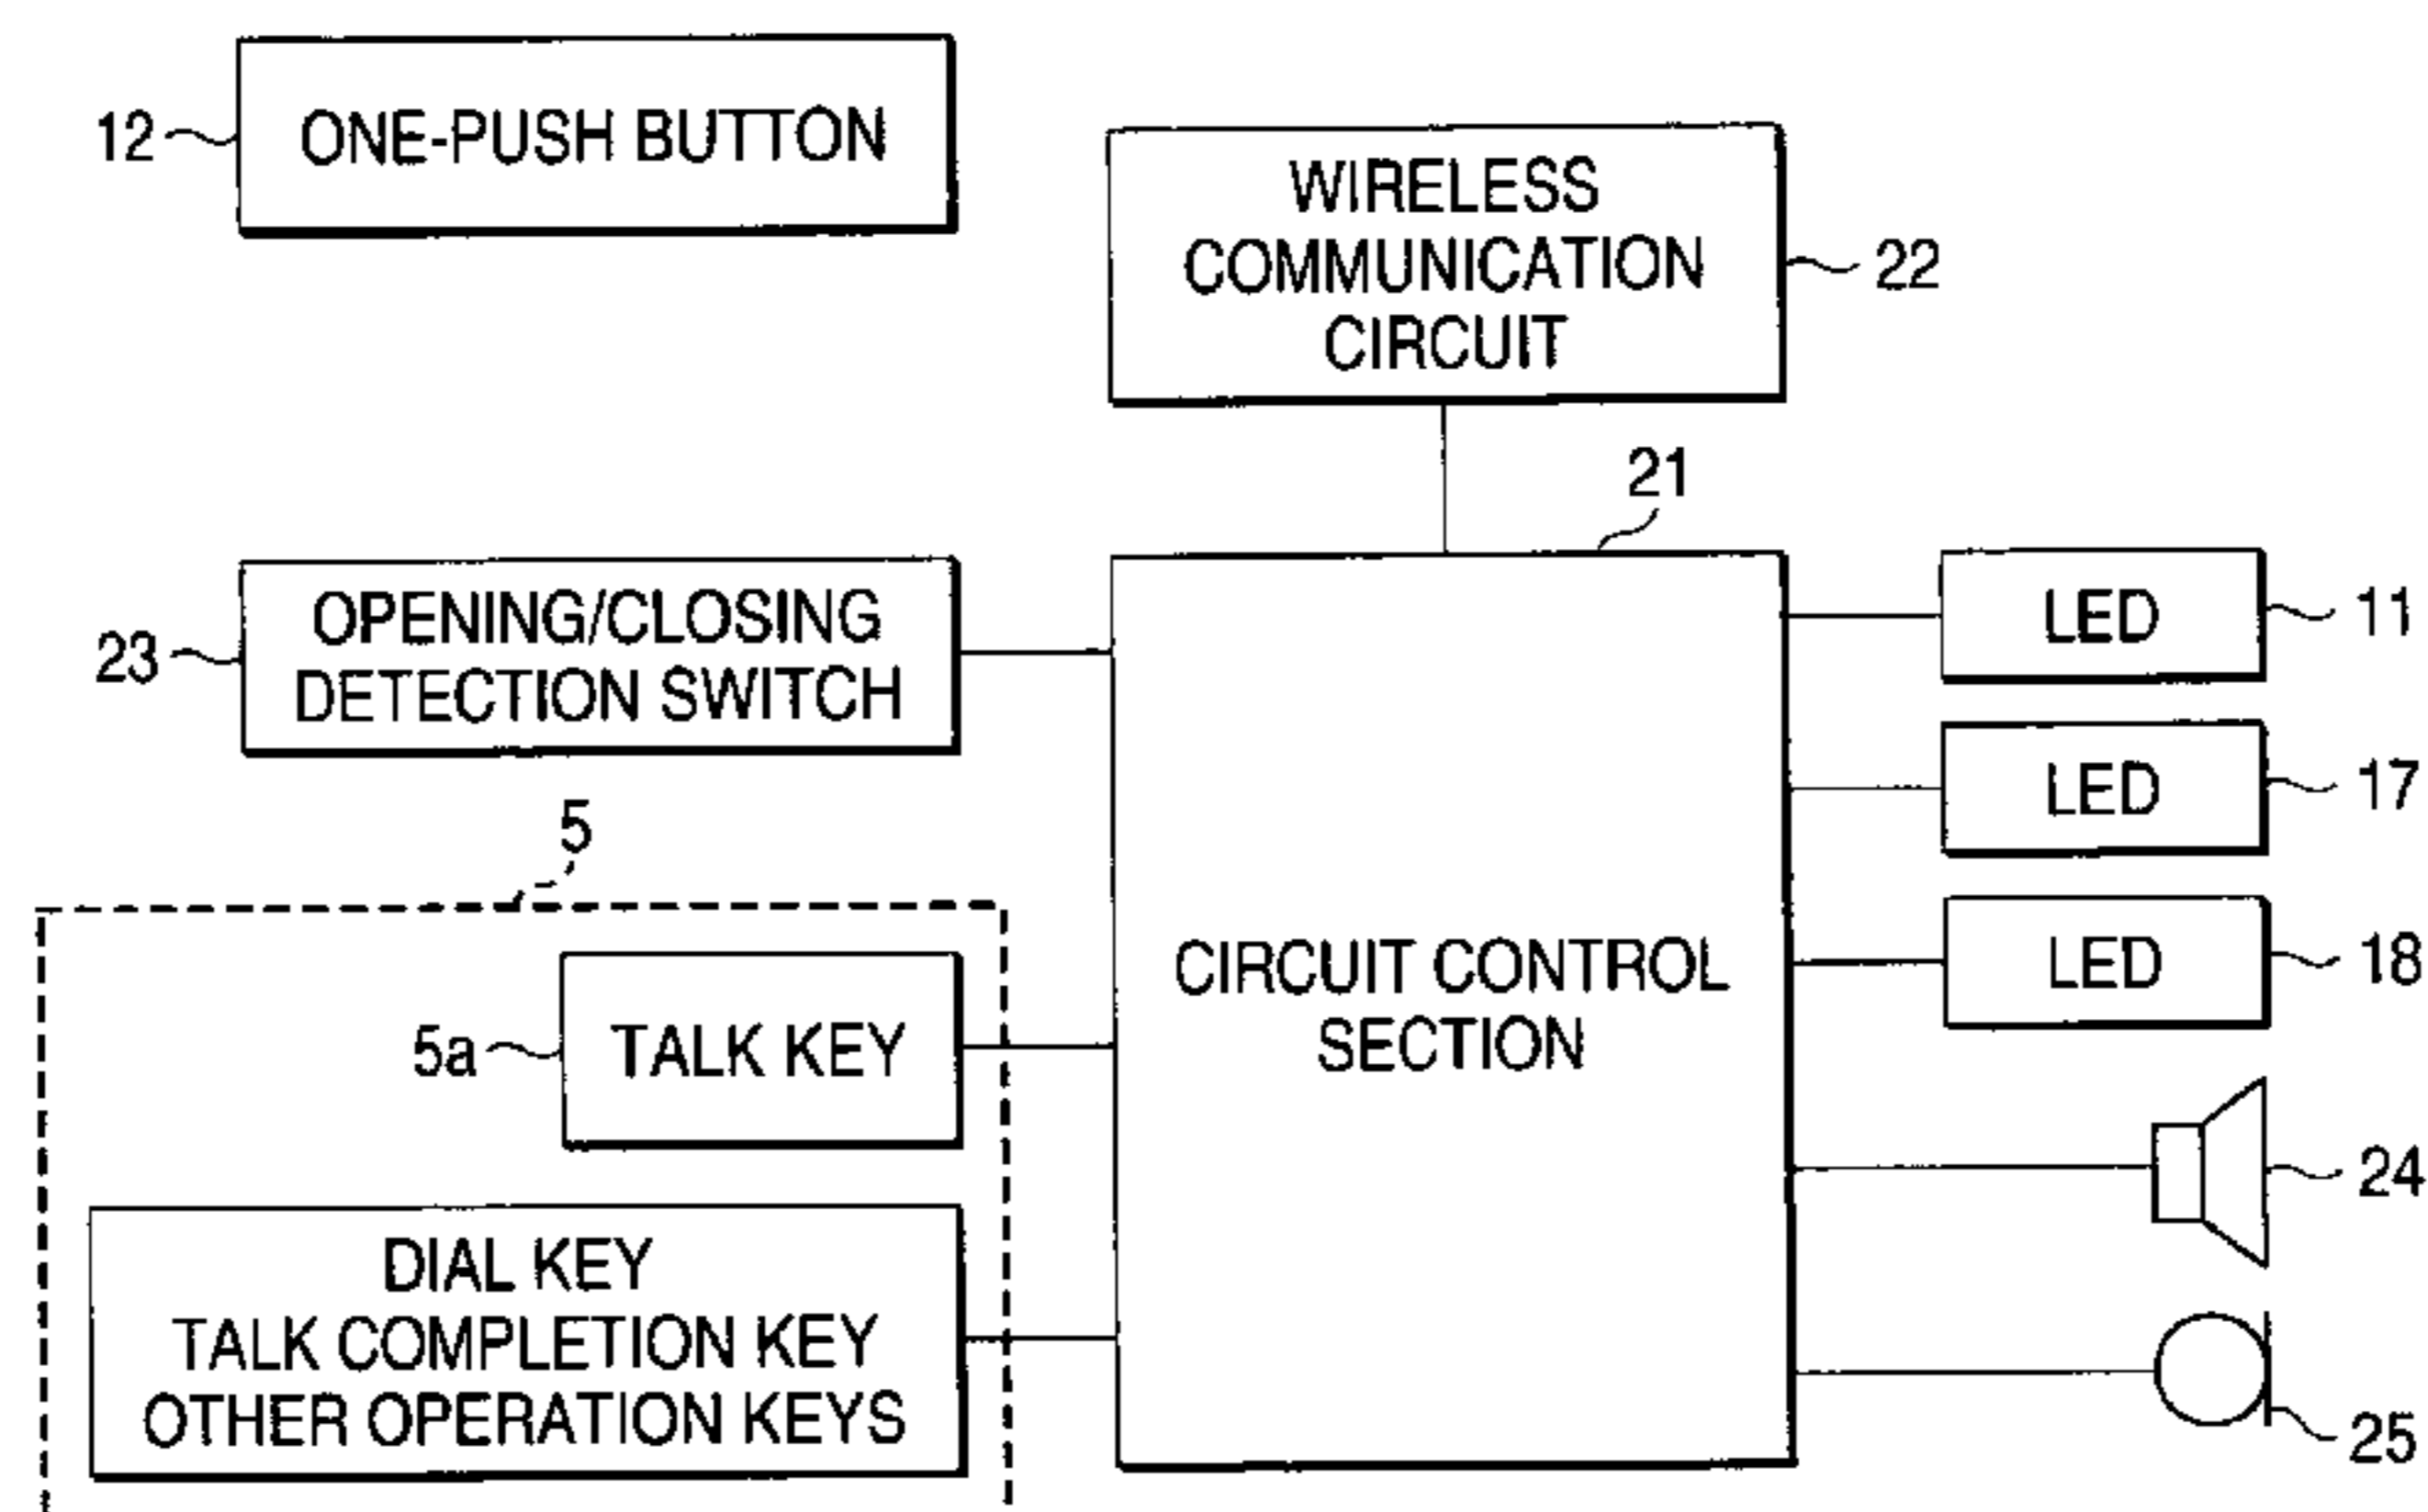 12 ONE-PUSH BUTTON
WIRELESS
COMMUNICATION
CIRCUIT
22
21
23
OPENING/CLOSING
DETECTION SWITCH
LED 11
LED 17
5
LED 18
CIRCUIT CONTROL
SECTION
5a TALK KEY
24
DIAL KEY
TALK COMPLETION KEY
OTHER OPERATION KEYS
25